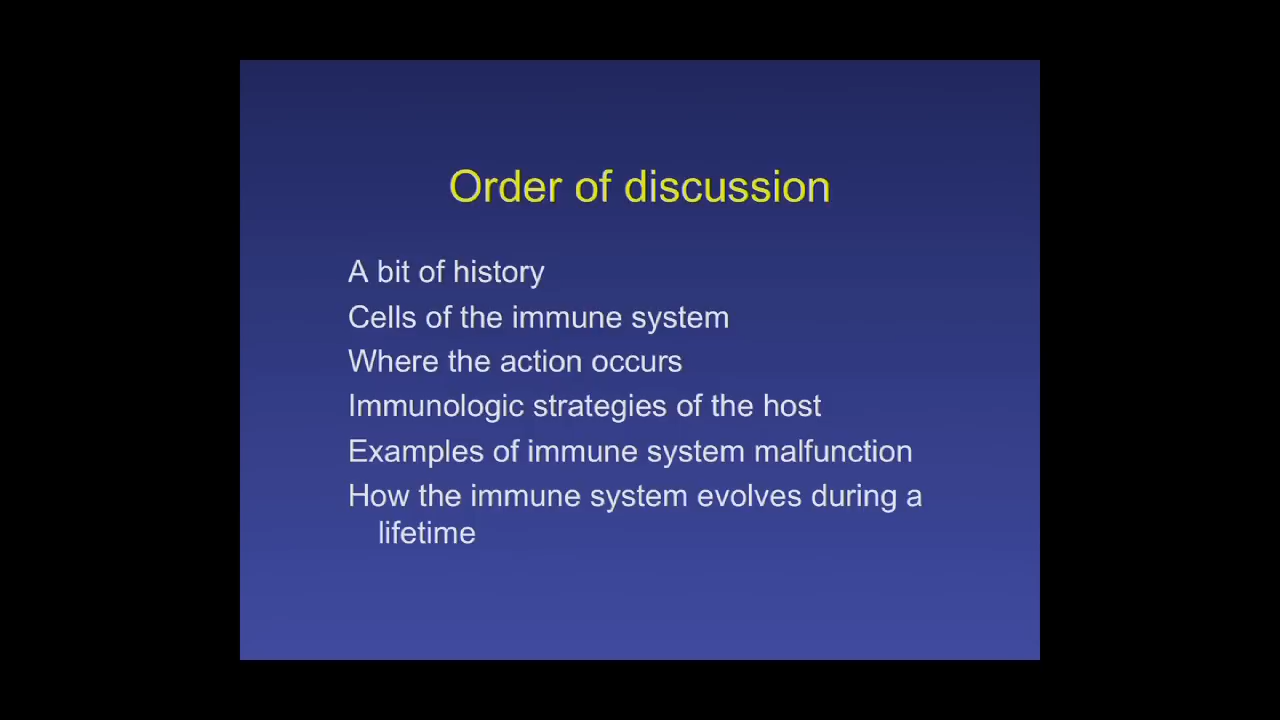 Order of discussion
A bit of history
Cells of the immune system
Where the action occurs
Immunologic strategies of the host
Examples of immune system malfunction
How the immune system evolves during a
lifetime